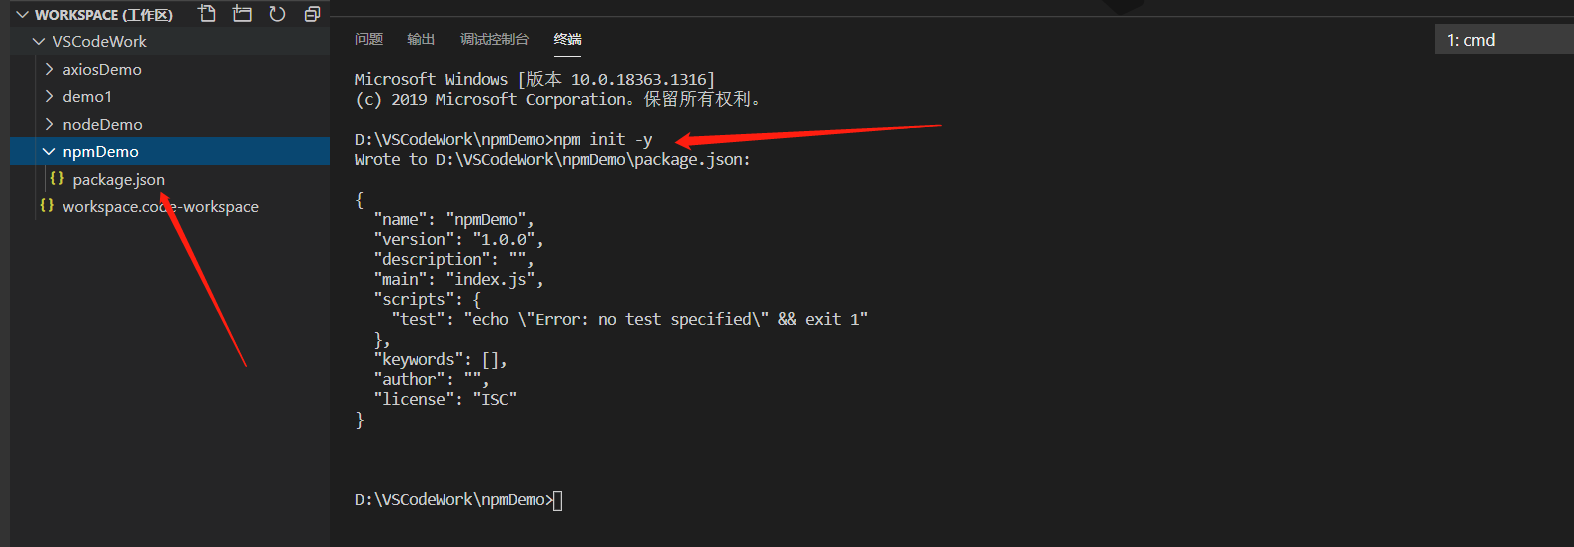 WORKSPACE (工作区)
VSCodeWork
axiosDemo
demo1
nodeDemo
npmDemo
{} package.json
{} workspace.code-workspace
问题 输出 调试控制台 终端
1: cmd
Microsoft Windows [版本 10.0.18363.1316]
(c) 2019 Microsoft Corporation。保留所有权利。
D:\VSCodeWork\npmDemo>npm init -y
Wrote to D:\VSCodeWork\npmDemo\package.json:
{
"name": "npmDemo",
"version": "1.0.0",
"description": "",
"main": "index.js",
"scripts": {
"test": "echo \"Error: no test specified\" && exit 1"
},
"keywords": [],
"author": "",
"license": "ISC"
}
D:\VSCodeWork\npmDemo>